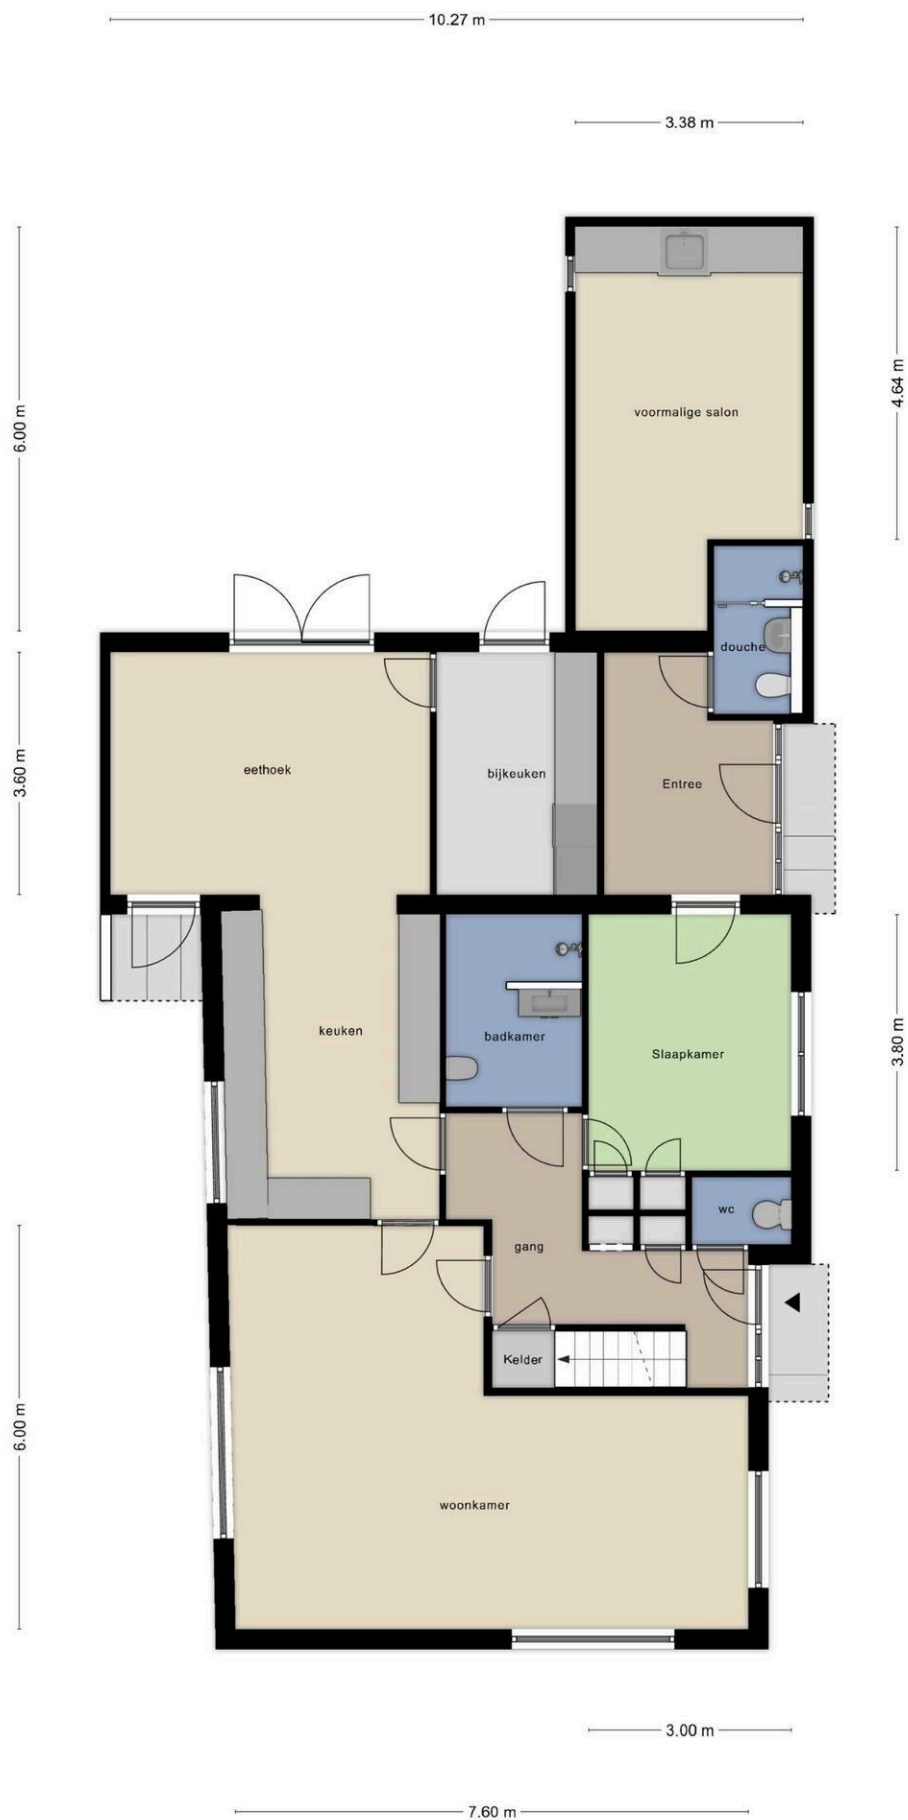 10.27 m
3.38 m
6.00 m
4.64 m
voormalige salon
douche
3.60 m
eethoek
bijkeuken
Entree
keuken
badkamer
Slaapkamer
3.80 m
wc
gang
Kelder
6.00 m
woonkamer
3.00 m
7.60 m